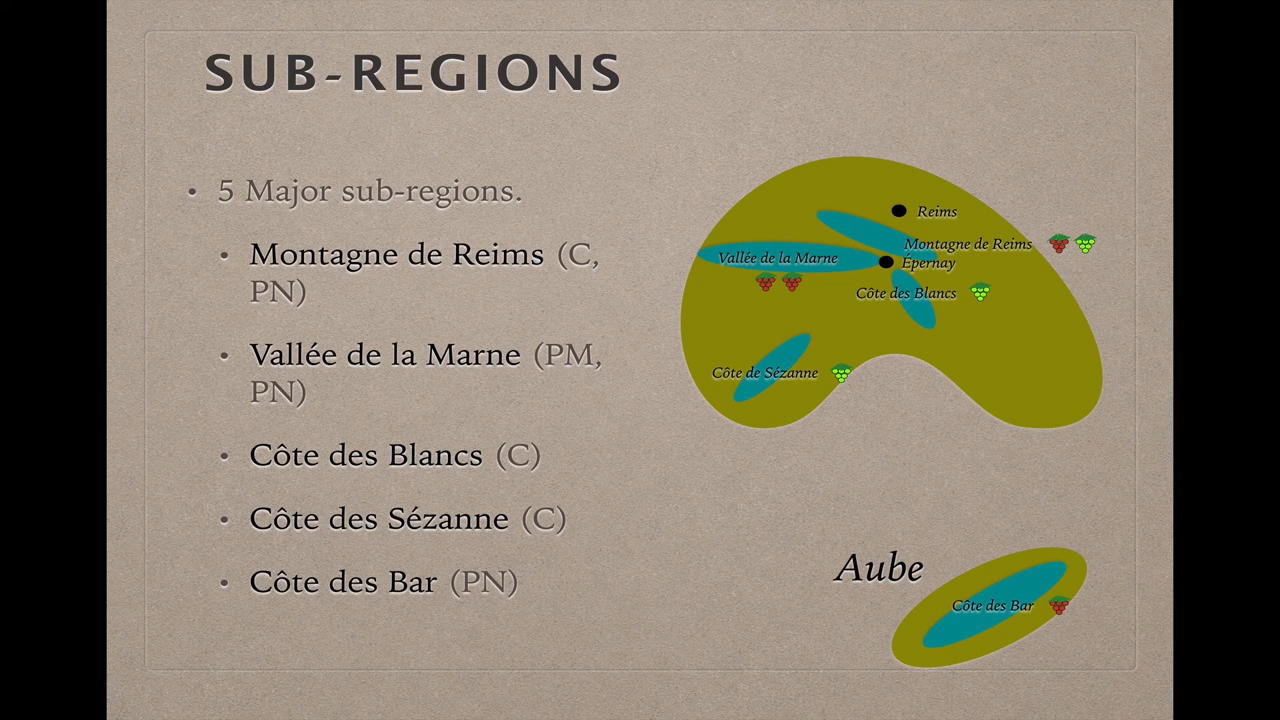 SUB-REGIONS
• 5 Major sub-regions.
• Montagne de Reims (C,
PN)
• Vallée de la Marne (PM,
PN)
• Côte des Blancs (C)
• Côte des Sézanne (C)
• Côte des Bar (PN)
Reims
Montagne de Reims
Vallée de la Marne
Épernay
Côte des Blancs
Côte de Sézanne
Aube
Côte des Bar